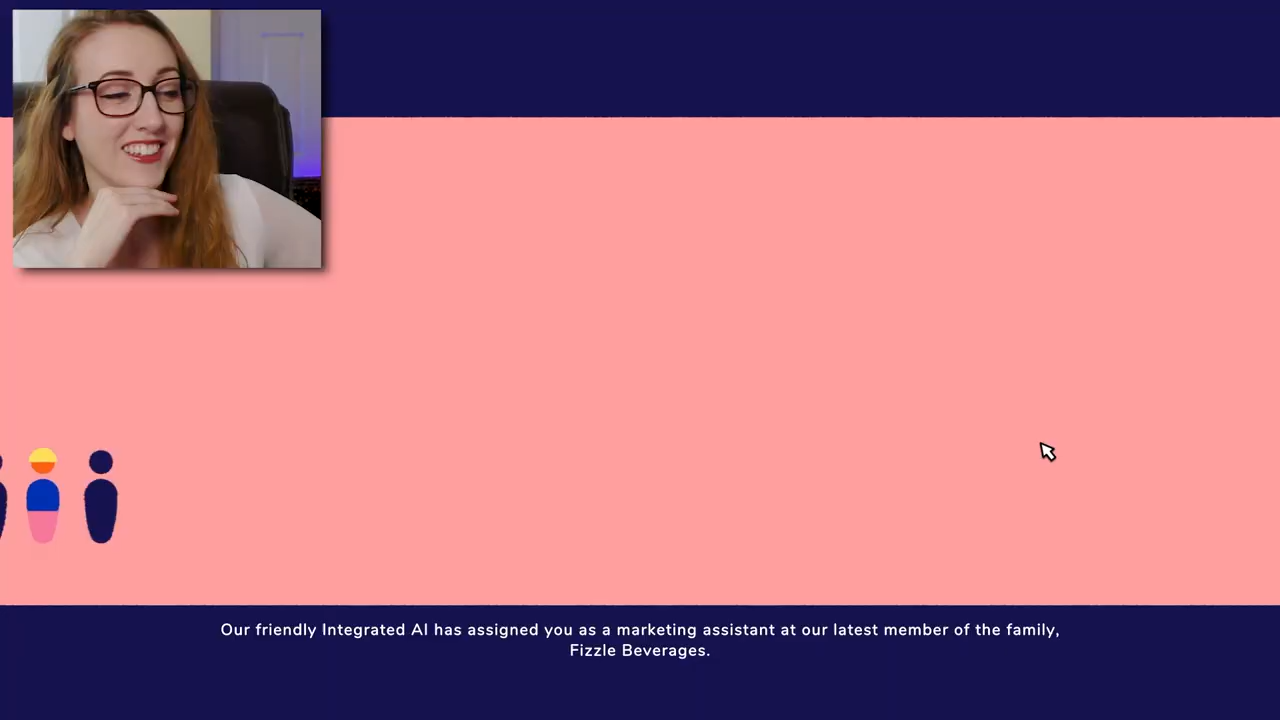 Our friendly Integrated AI has assigned you as a marketing assistant at our latest member of the family,
Fizzle Beverages.